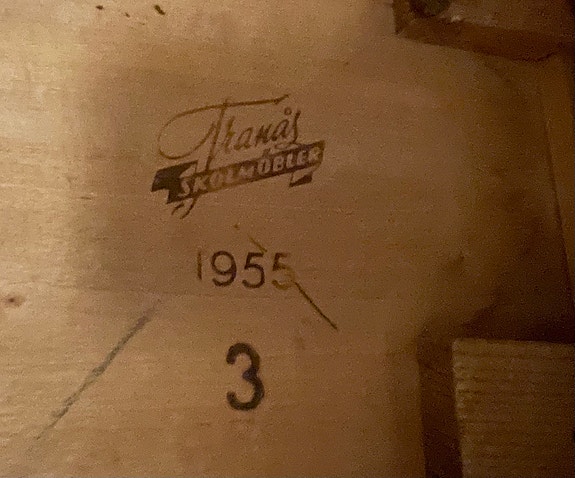 Tranås
SKOLMÖBLER
1955
3